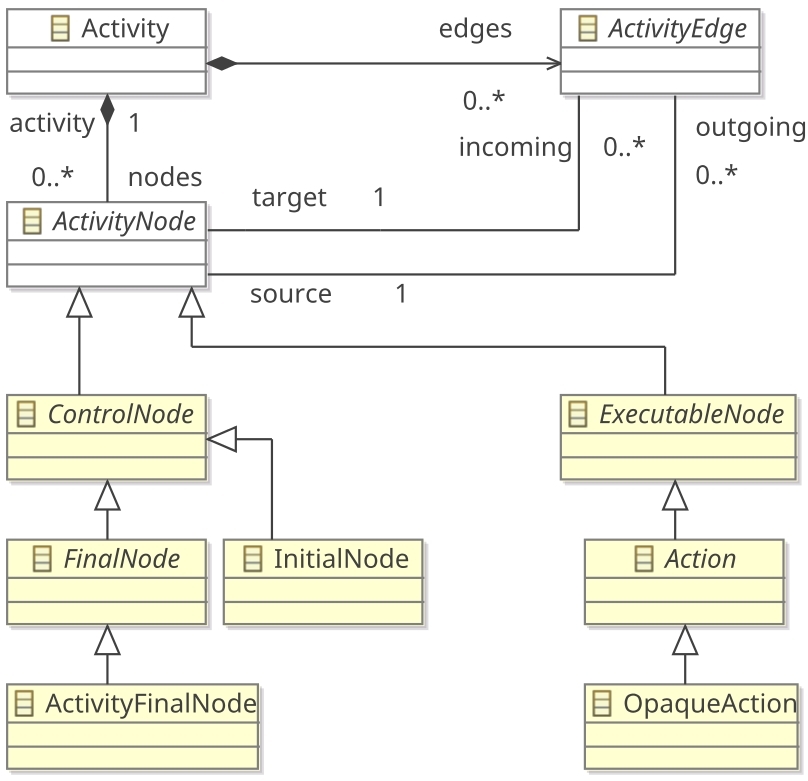 Activity
edges
ActivityEdge
0..*
activity
1
outgoing
incoming
0..*
0..*
nodes
0..*
target
1
ActivityNode
source
1
ControlNode
ExecutableNode
FinalNode
InitialNode
Action
ActivityFinalNode
OpaqueAction